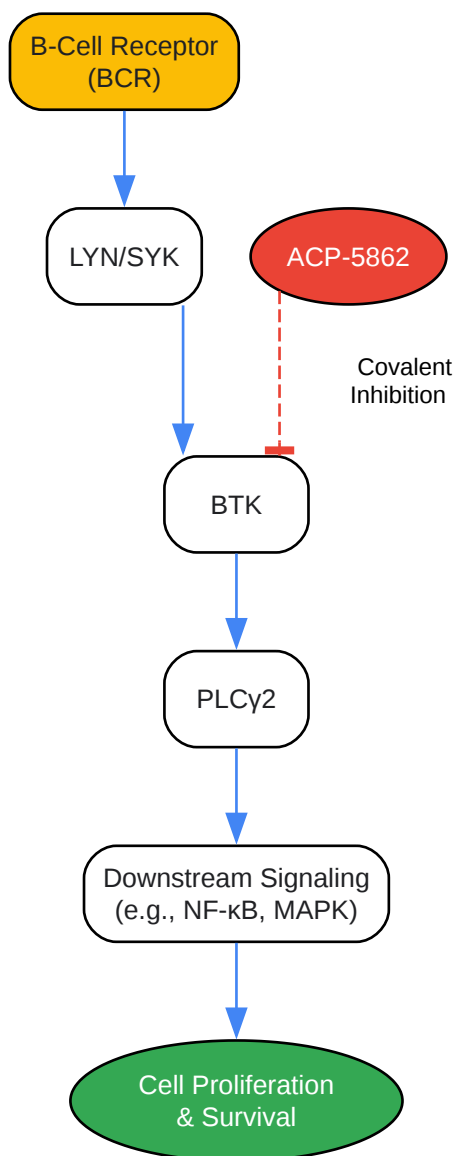 B-Cell Receptor
(BCR)
LYN/SYK
ACP-5862
Covalent
Inhibition
BTK
PLCγ2
Downstream Signaling
(e.g., NF-κB, MAPK)
Cell Proliferation
& Survival